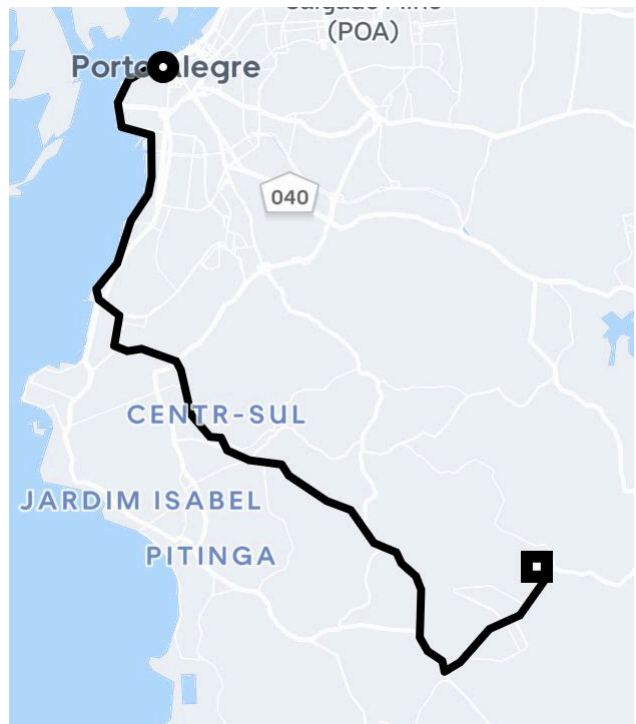 (POA)
Porto Alegre
040
CENTR-SUL
JARDIM ISABEL
PITINGA